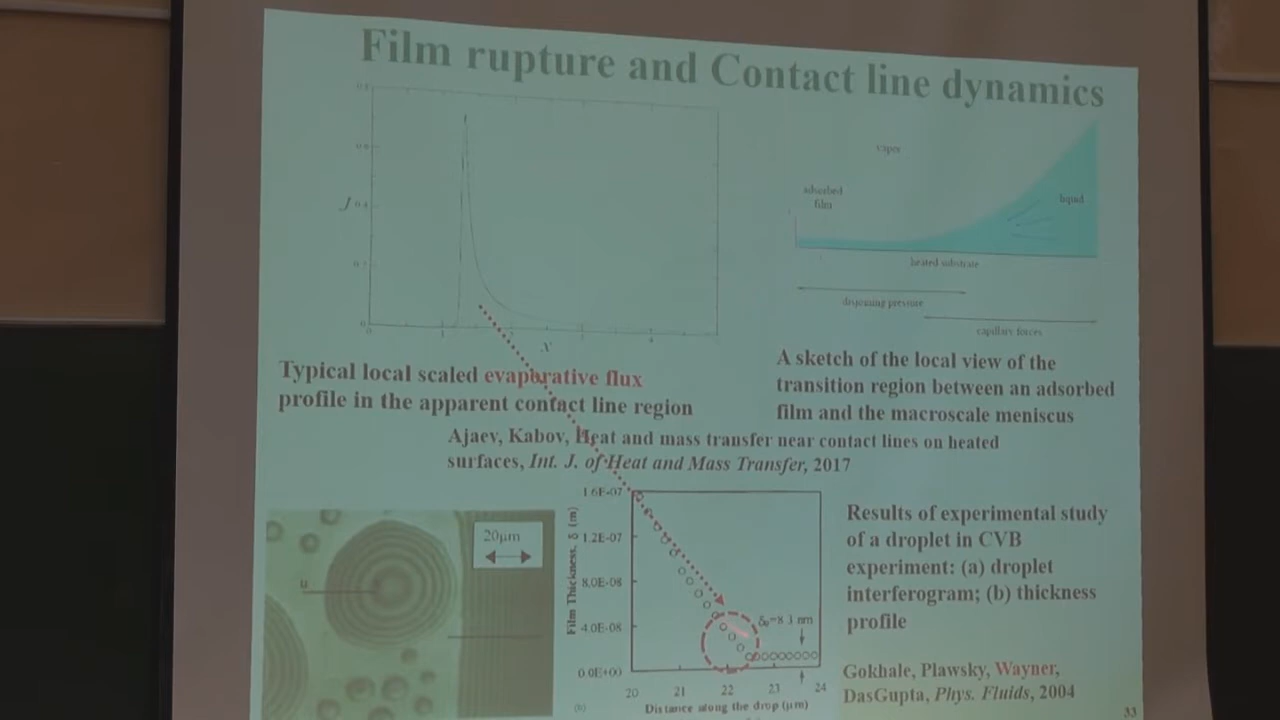 Film rupture and Contact line dynamics
J
0
1
4
X
vapor
adsorbed
film
liquid
heated substrate
disjoining pressure
capillary forces
Typical local scaled evaporative flux
profile in the apparent contact line region
A sketch of the local view of the
transition region between an adsorbed
film and the macroscale meniscus
Ajaev, Kabov, Heat and mass transfer near contact lines on heated
surfaces, Int. J. of Heat and Mass Transfer, 2017
20μm
Film Thickness, δ (m)
1.6E-07
1.2E-07
8.0E-08
4.0E-08
0.0E+00
20 21 22 23 24
Distance along the drop (μm)
(b)
δ₀=8.3 nm
Results of experimental study
of a droplet in CVB
experiment: (a) droplet
interferogram; (b) thickness
profile
Gokhale, Plawsky, Wayner,
DasGupta, Phys. Fluids, 2004
33